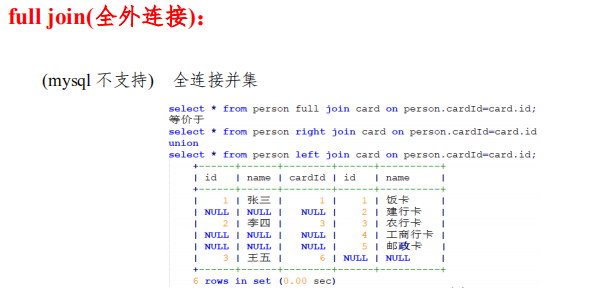 full join(全外连接)：
(mysql 不支持) 全连接并集
select * from person full join card on person.cardId=card.id;
等价于
select * from person right join card on person.cardId=card.id
union
select * from person left join card on person.cardId=card.id;
+------+------+--------+------+--------+
| id | name | cardId | id | name |
+------+------+--------+------+--------+
| 1 | 张三 | 1 | 1 | 饭卡 |
| NULL | NULL | NULL | 2 | 建行卡 |
| 2 | 李四 | 3 | 3 | 农行卡 |
| NULL | NULL | NULL | 4 | 工商行卡 |
| NULL | NULL | NULL | 5 | 邮政卡 |
| 3 | 王五 | 6 | NULL | NULL |
+------+------+--------+------+--------+
6 rows in set (0.00 sec)